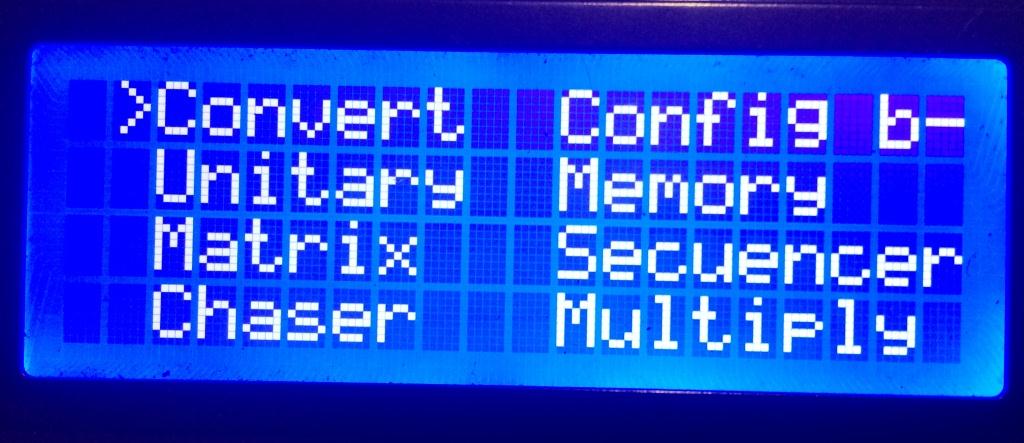 >Convert Config b-
Unitary Memory
Matrix Secuencer
Chaser Multiply